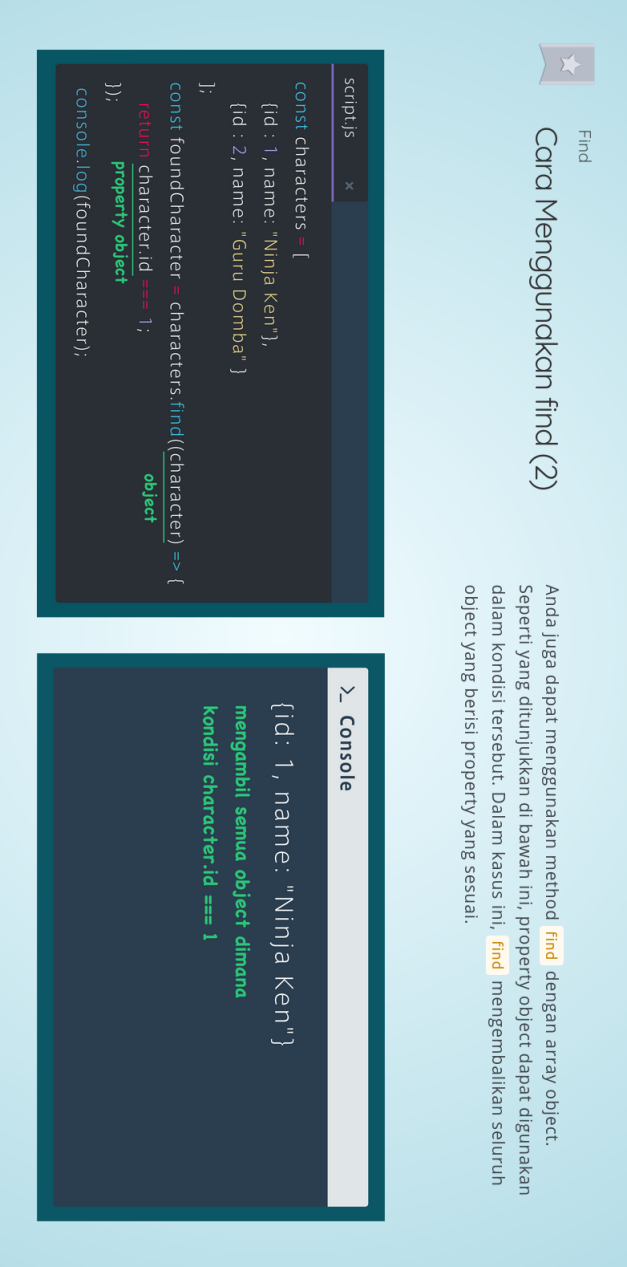 Find
Cara Menggunakan find (2)
Anda juga dapat menggunakan method find dengan array object.
Seperti yang ditunjukkan di bawah ini, property object dapat digunakan
dalam kondisi tersebut. Dalam kasus ini, find mengembalikan seluruh
object yang berisi property yang sesuai.
script.js ×
const characters = [
{id : 1, name: "Ninja Ken"},
{id : 2, name: "Guru Domba" }
];
const foundCharacter = characters.find((character) => {
object
return character.id === 1;
property object
});
console.log(foundCharacter);
>_ Console
{id: 1, name: "Ninja Ken"}
mengambil semua object dimana
kondisi character.id === 1